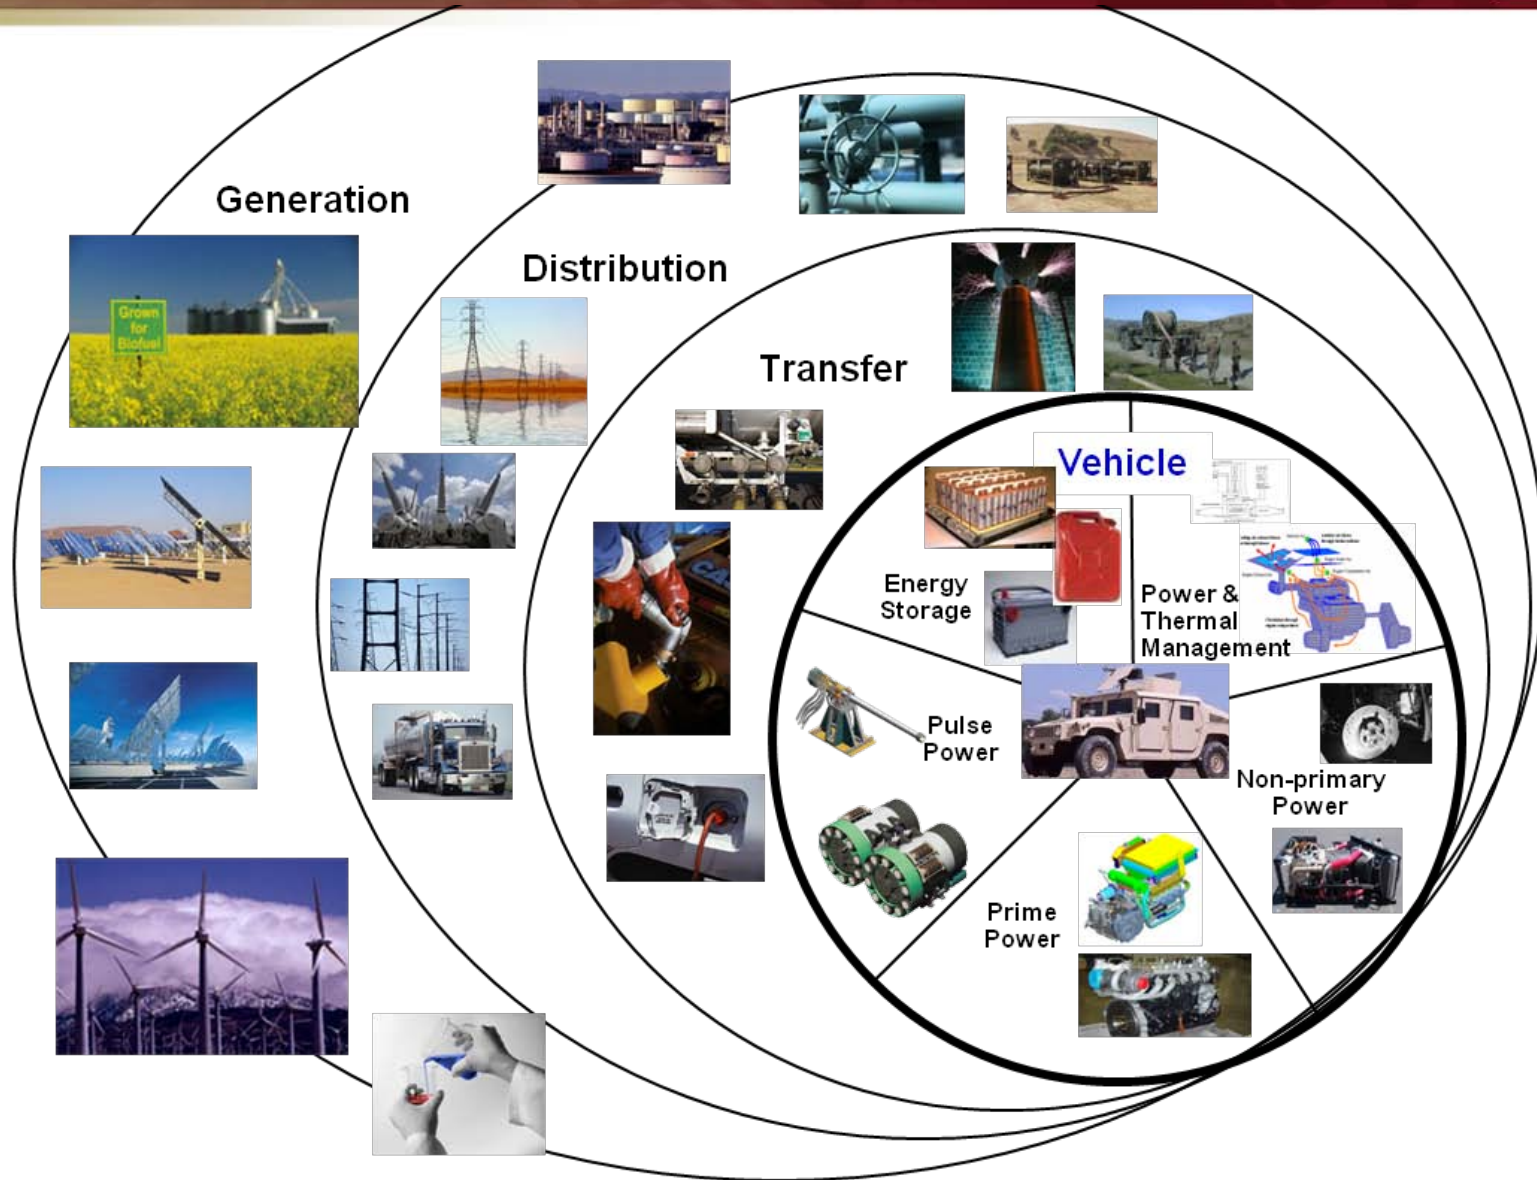 Generation
Grown
for
Biofuel
Distribution
Transfer
Vehicle
Energy
Storage
Power &
Thermal
Management
Pulse
Power
Non-primary
Power
Prime
Power